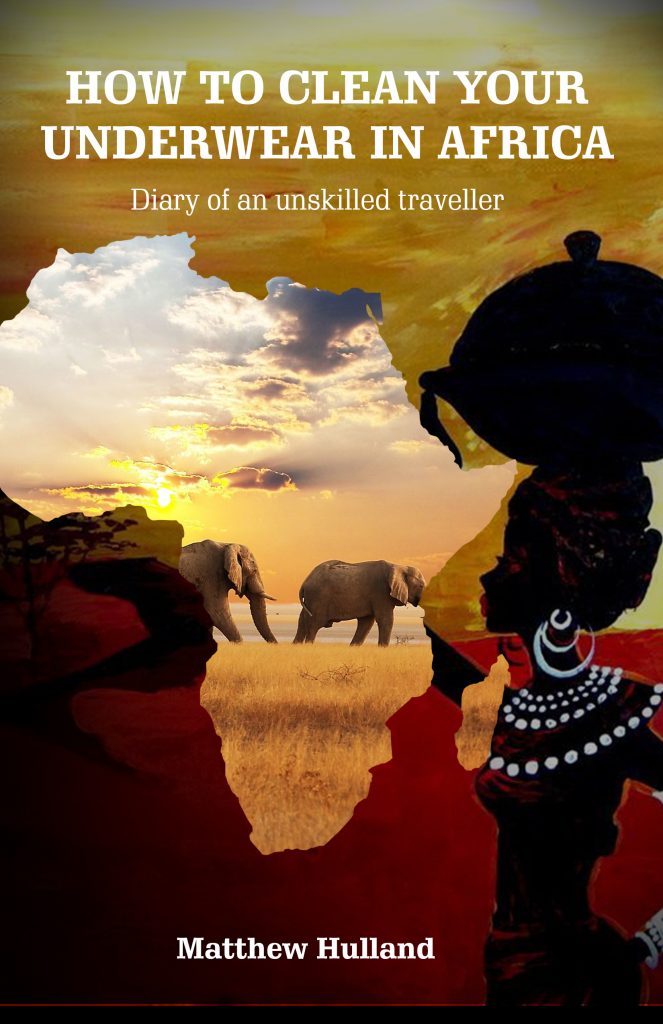 HOW TO CLEAN YOUR
UNDERWEAR IN AFRICA
Diary of an unskilled traveller
Matthew Hulland